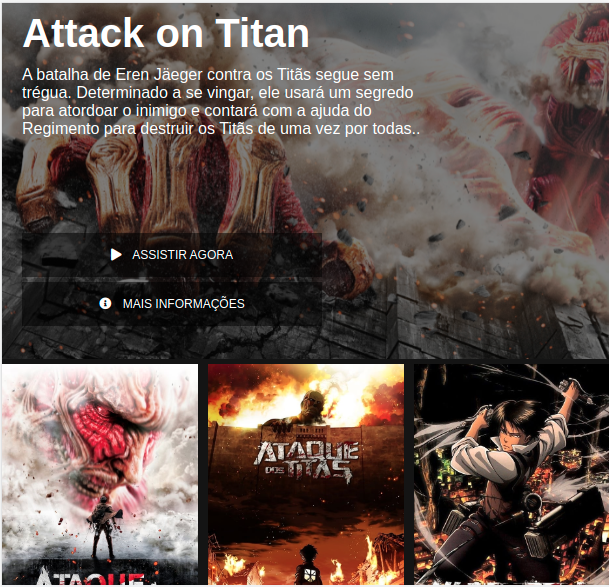 Attack on Titan
A batalha de Eren Jäeger contra os Titãs segue sem
trégua. Determinado a se vingar, ele usará um segredo
para atordoar o inimigo e contará com a ajuda do
Regimento para destruir os Titãs de uma vez por todas..
ASSISTIR AGORA
MAIS INFORMAÇÕES
ATAQUE
DOS TITÃS
ATAQUE